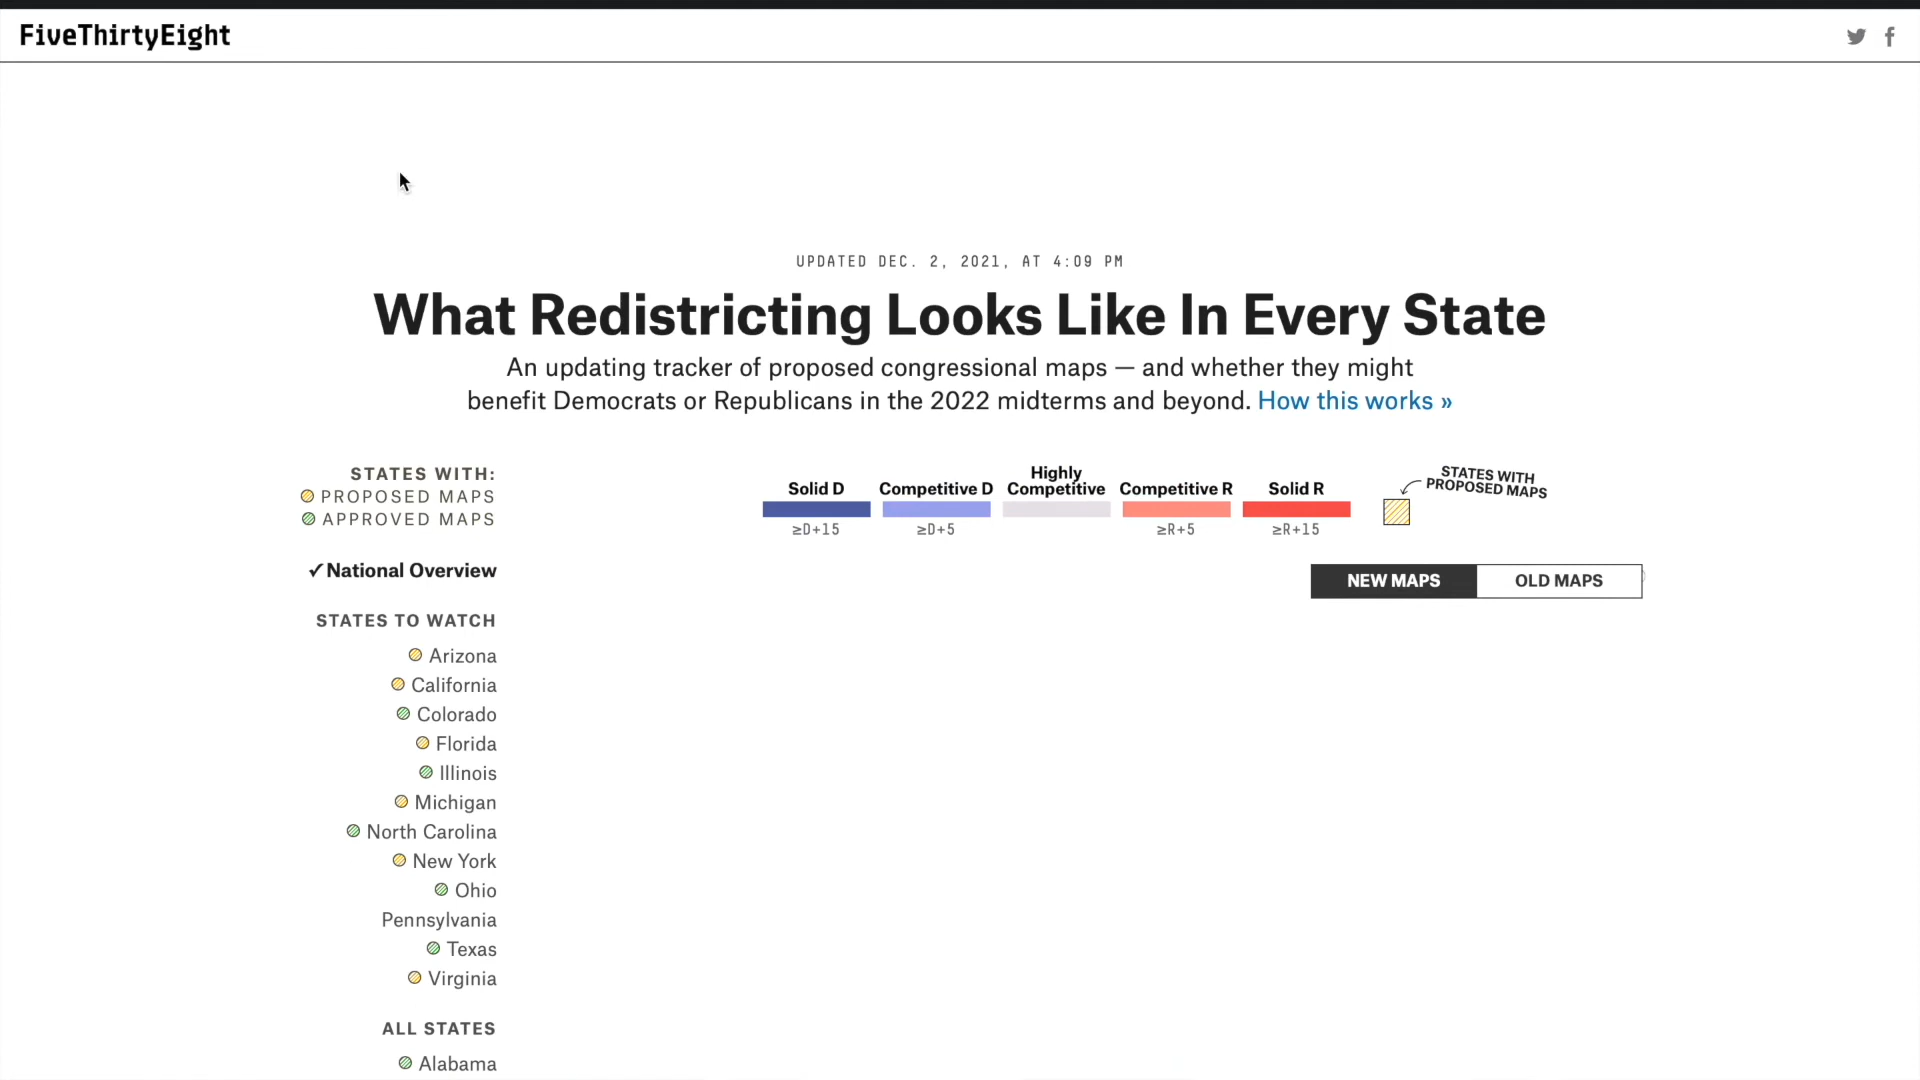 FiveThirtyEight
UPDATED DEC. 2, 2021, AT 4:09 PM
What Redistricting Looks Like In Every State
An updating tracker of proposed congressional maps — and whether they might
benefit Democrats or Republicans in the 2022 midterms and beyond. How this works »
STATES WITH:
PROPOSED MAPS
APPROVED MAPS
Solid D
≥D+15
Competitive D
≥D+5
Highly
Competitive
Competitive R
≥R+5
Solid R
≥R+15
STATES WITH
PROPOSED MAPS
✓National Overview
NEW MAPS
OLD MAPS
STATES TO WATCH
Arizona
California
Colorado
Florida
Illinois
Michigan
North Carolina
New York
Ohio
Pennsylvania
Texas
Virginia
ALL STATES
Alabama